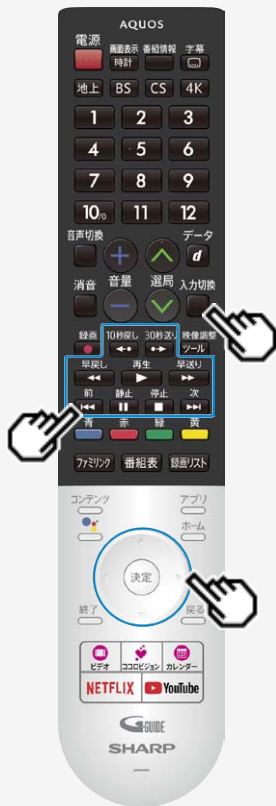 AQUOS
電源
画面表示 番組情報 字幕
時計
地上 BS CS 4K
1 2 3
4 5 6
7 8 9
10/0 11 12
音声切換 データ
d
消音 音量 選局 入力切換
録画 10秒戻し 30秒送り 映像調整
ツール
早戻し 再生 早送り
前 静止 停止 次
青 赤 緑 黄
ファミリンク 番組表 録画リスト
コンテンツ アプリ
ホーム
決定
終了 戻る
ビデオ ココロビジョン カレンダー
NETFLIX YouTube
G-GUIDE
SHARP